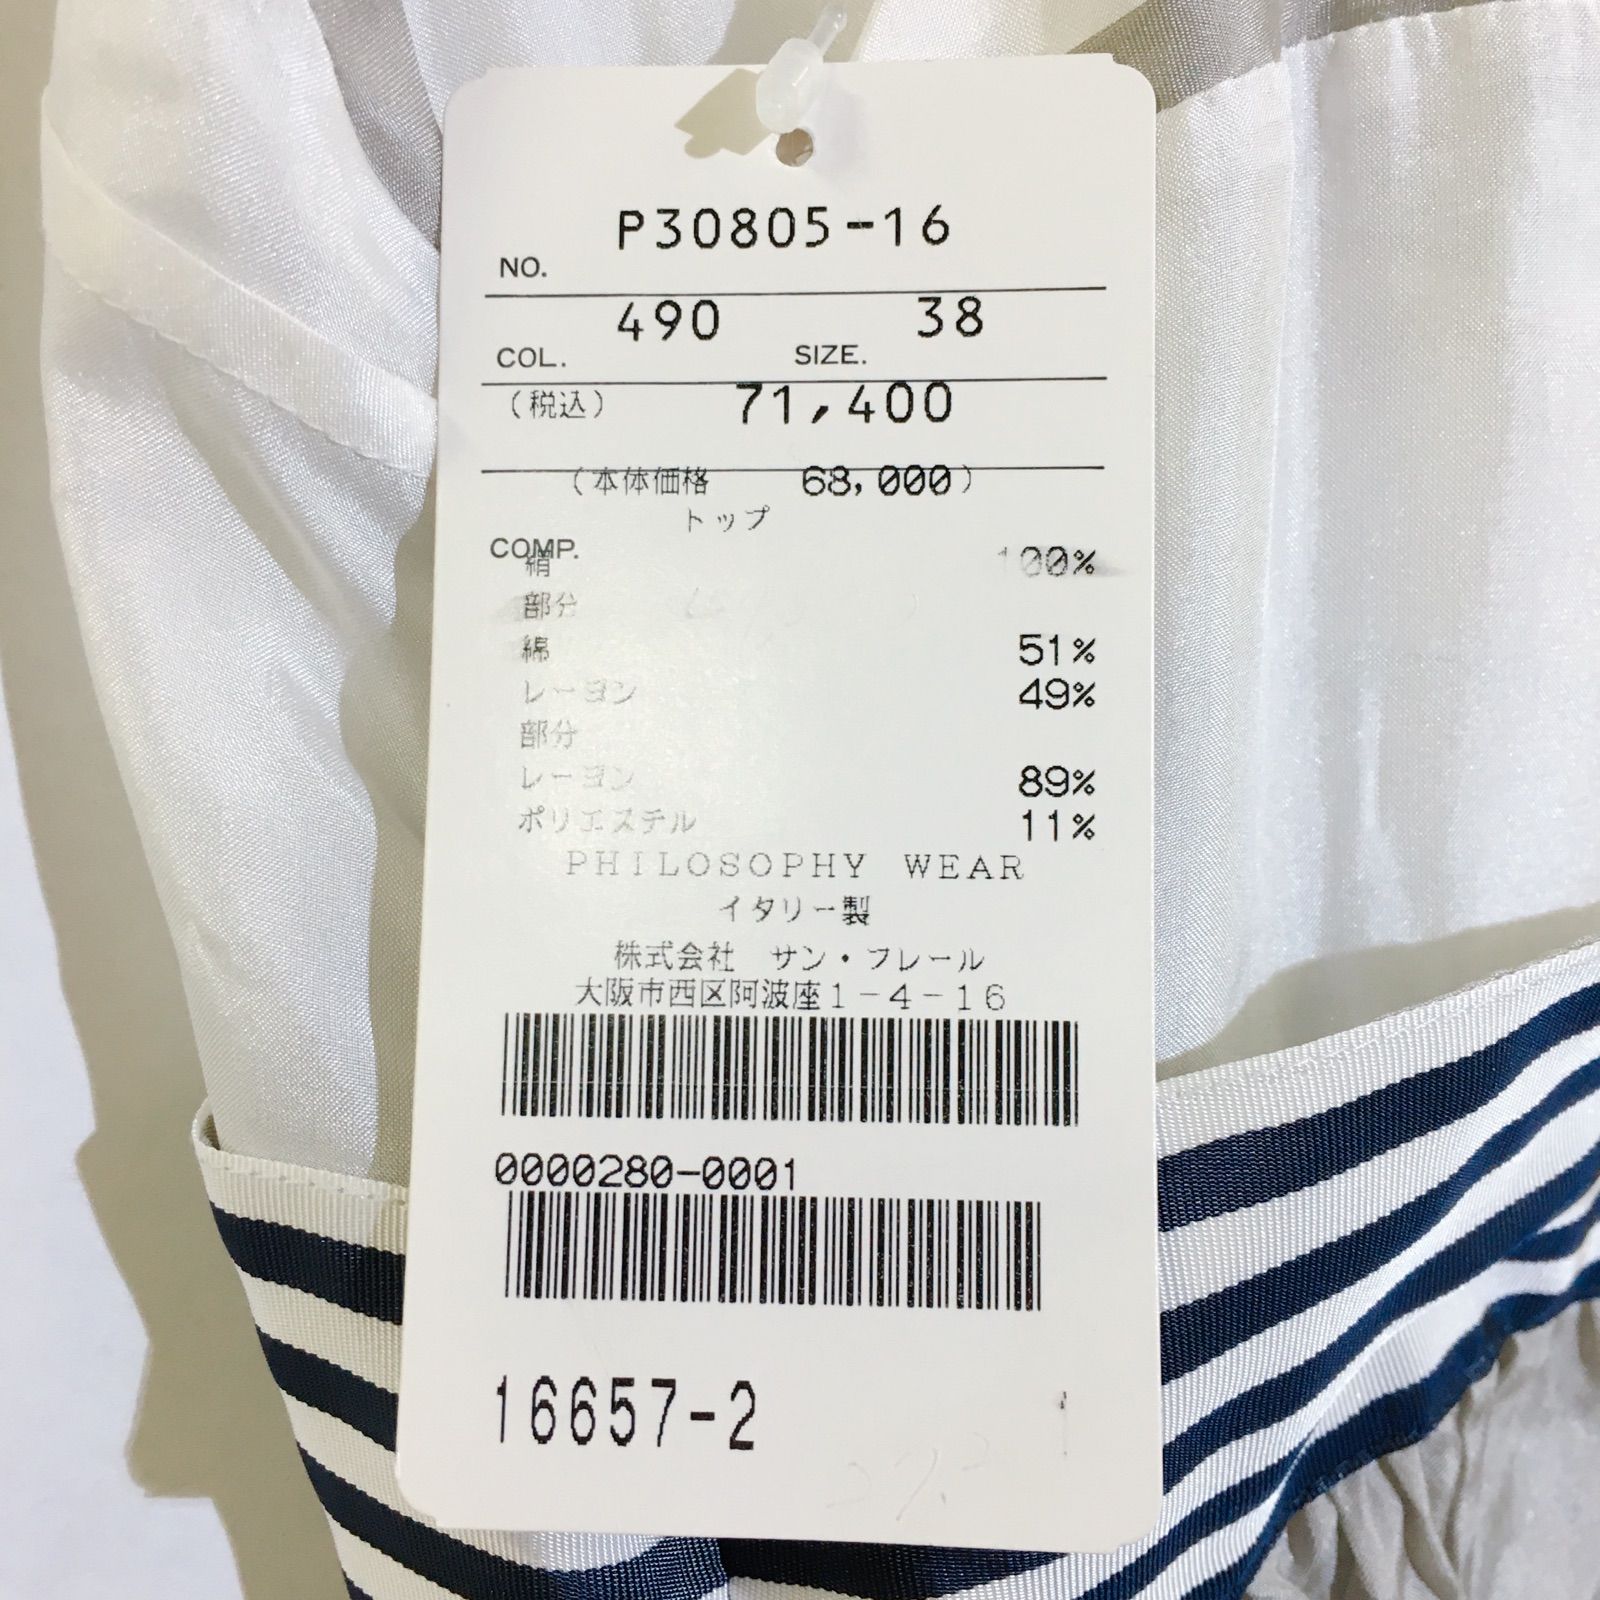 P30805-16
NO.
490 38
COL. SIZE.
(税込) 71,400
(本体価格 68,000)
トップ
COMP.
絹 100%
部分
綿 51%
レーヨン 49%
部分
レーヨン 89%
ポリエステル 11%
PHILOSOPHY WEAR
イタリー製
株式会社 サン・フレール
大阪市西区阿波座1-4-16
0000280-0001
16657-2